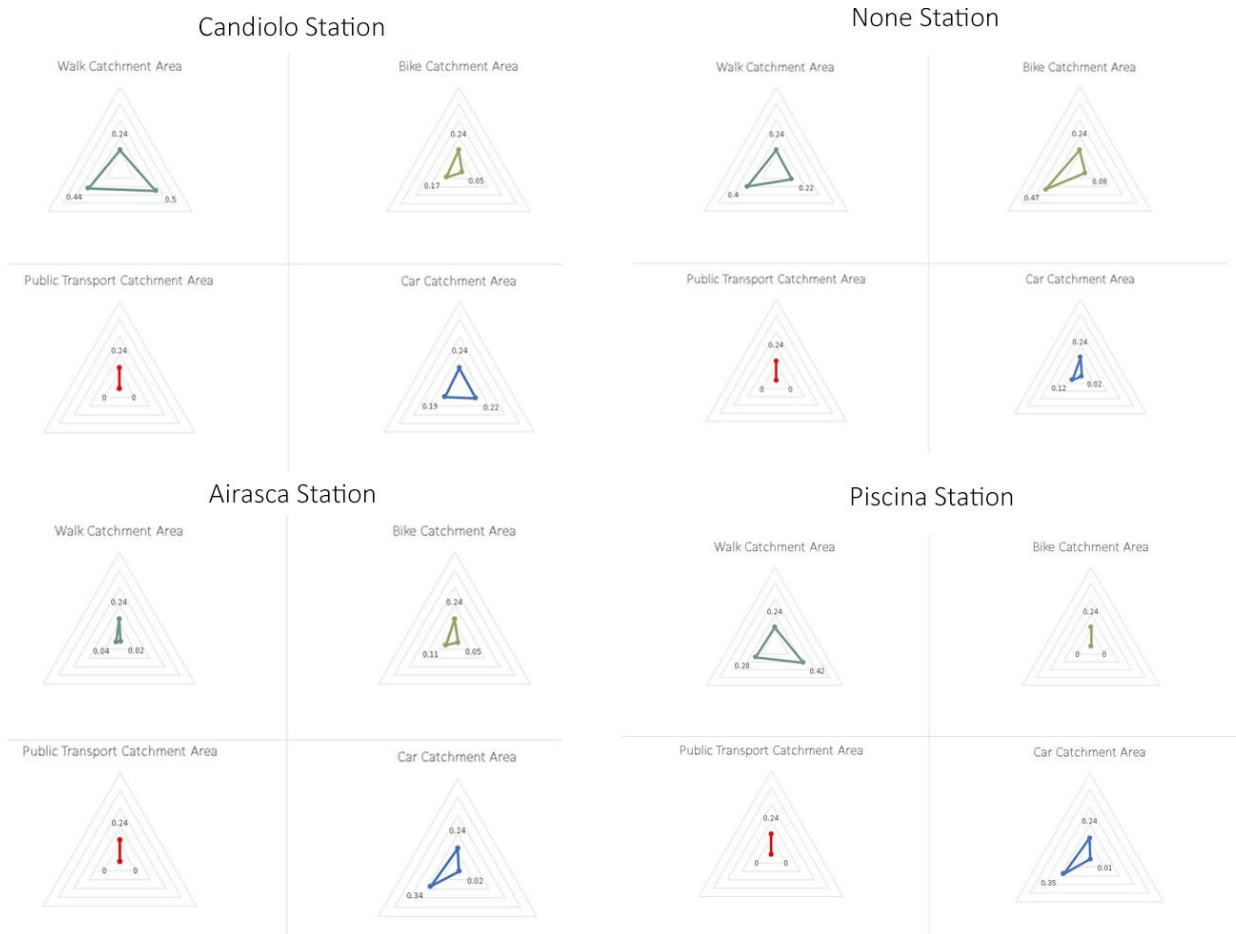 Candiolo Station
Walk Catchment Area
0.24
0.44
0.5
Bike Catchment Area
0.24
0.17
0.05
Public Transport Catchment Area
0.24
0
0
Car Catchment Area
0.24
0.19
0.22
None Station
Walk Catchment Area
0.24
0.4
0.22
Bike Catchment Area
0.24
0.47
0.08
Public Transport Catchment Area
0.24
0
0
Car Catchment Area
0.24
0.12
0.02
Airasca Station
Walk Catchment Area
0.24
0.04
0.02
Bike Catchment Area
0.24
0.11
0.05
Public Transport Catchment Area
0.24
0
0
Car Catchment Area
0.24
0.34
0.02
Piscina Station
Walk Catchment Area
0.24
0.28
0.42
Bike Catchment Area
0.24
0
0
Public Transport Catchment Area
0.24
0
0
Car Catchment Area
0.24
0.35
0.01